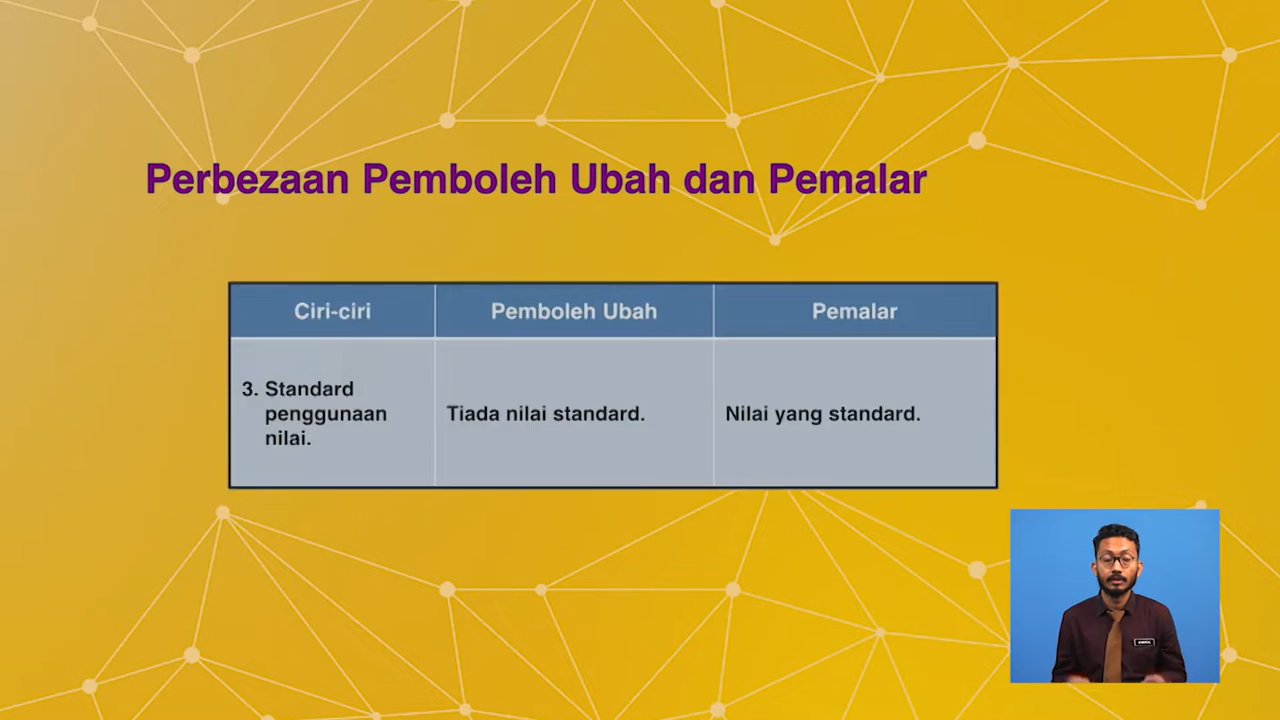 Perbezaan Pemboleh Ubah dan Pemalar
Ciri-ciri
Pemboleh Ubah
Pemalar
3. Standard
penggunaan
nilai.
Tiada nilai standard.
Nilai yang standard.